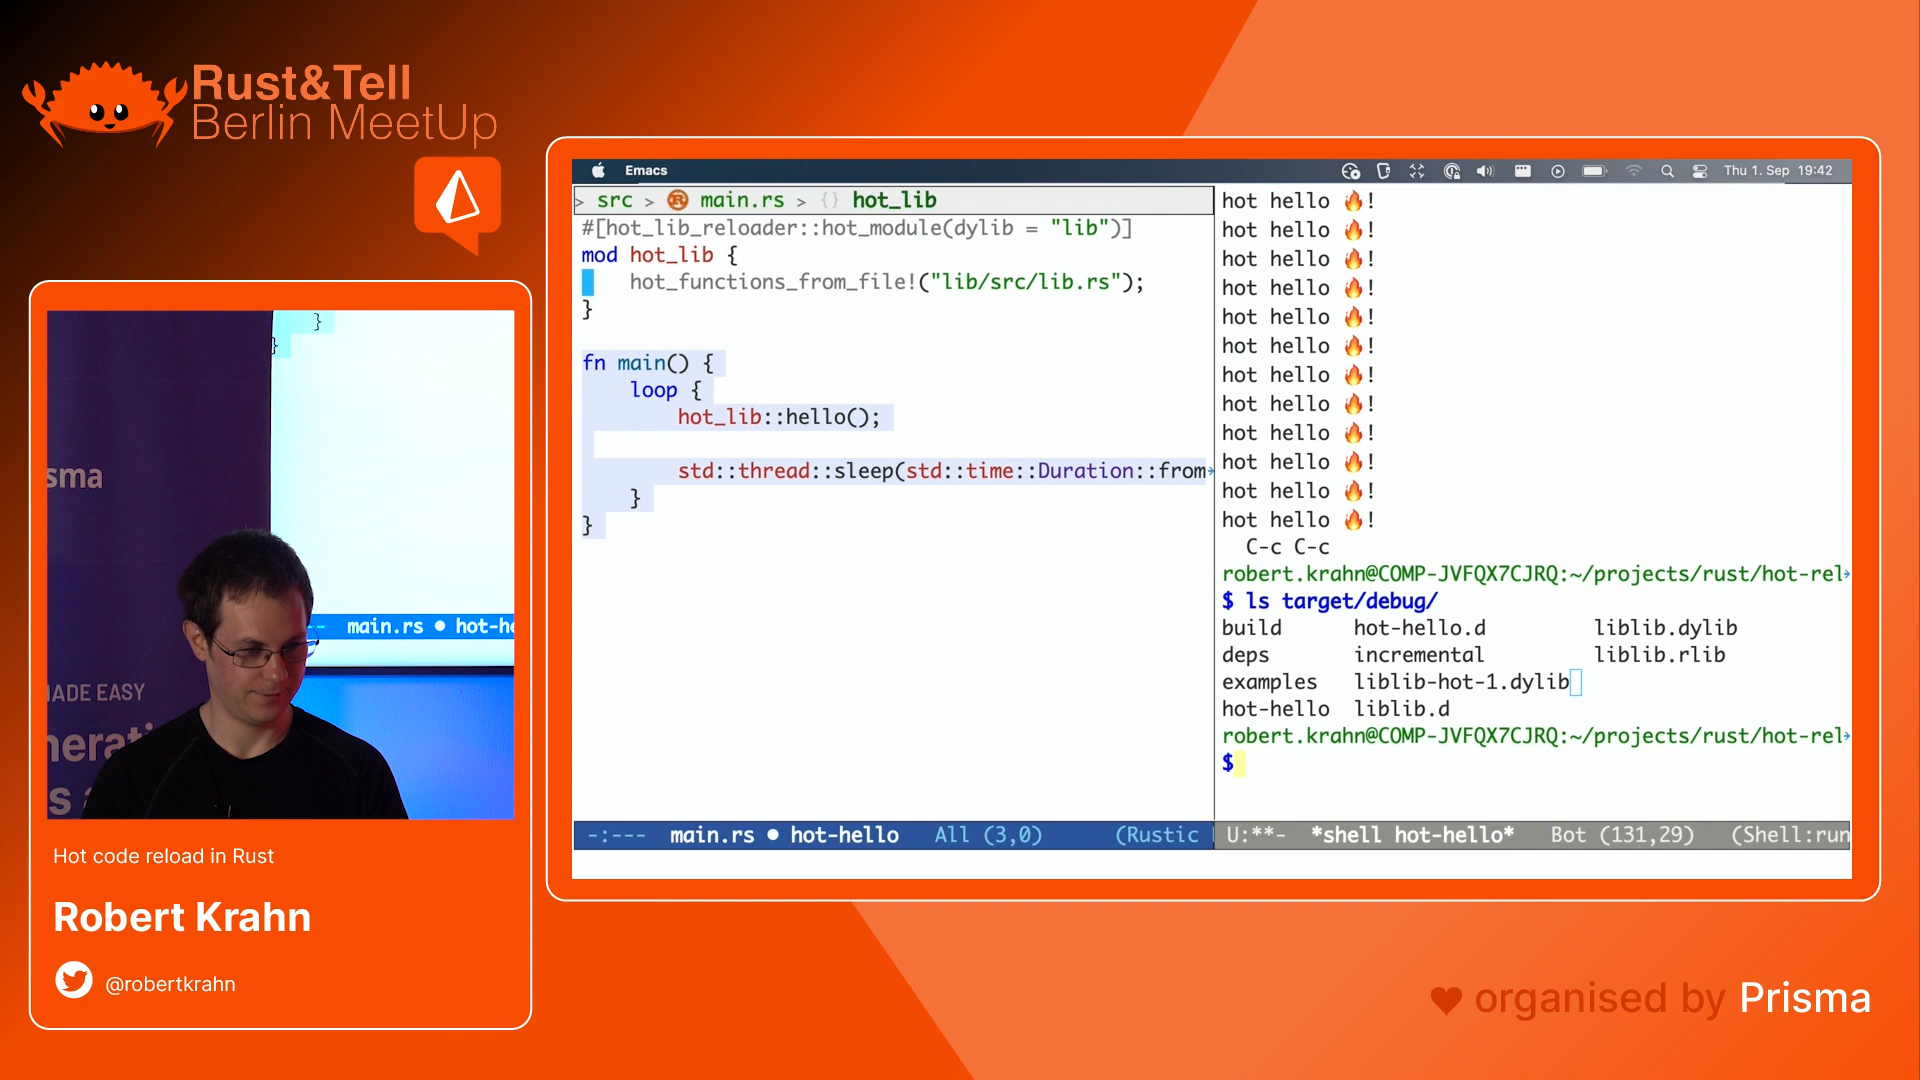 Rust&Tell
Berlin MeetUp
}
}
sma
main.rs ● hot-he
MADE EASY
nerati
s
Hot code reload in Rust
Robert Krahn
@robertkrahn
Emacs
Thu 1. Sep 19:42
> src > main.rs > {} hot_lib
#[hot_lib_reloader::hot_module(dylib = "lib")]
mod hot_lib {
hot_functions_from_file!("lib/src/lib.rs");
}
fn main() {
loop {
hot_lib::hello();
std::thread::sleep(std::time::Duration::from
}
}
-:--- main.rs ● hot-hello All (3,0) (Rustic
hot hello 🔥!
hot hello 🔥!
hot hello 🔥!
hot hello 🔥!
hot hello 🔥!
hot hello 🔥!
hot hello 🔥!
hot hello 🔥!
hot hello 🔥!
hot hello 🔥!
hot hello 🔥!
hot hello 🔥!
C-c C-c
robert.krahn@COMP-JVFQX7CJRQ:~/projects/rust/hot-rel
$ ls target/debug/
build hot-hello.d liblib.dylib
deps incremental liblib.rlib
examples liblib-hot-1.dylib
hot-hello liblib.d
robert.krahn@COMP-JVFQX7CJRQ:~/projects/rust/hot-rel
$
U:**- *shell hot-hello* Bot (131,29) (Shell:run
organised by Prisma